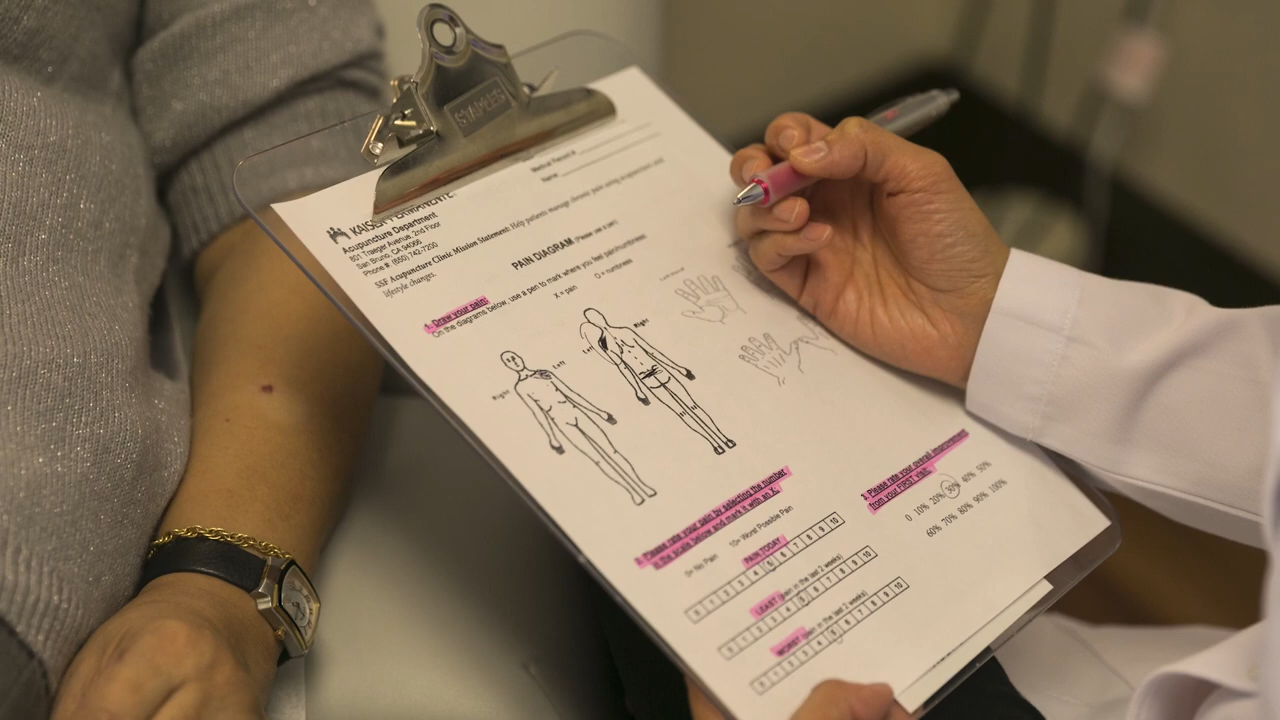 STAPLES
Medical Record #
Name
KAISER PERMANENTE
Acupuncture Department
801 Traeger Avenue, 2nd Floor
San Bruno, CA 94066
Phone #: (650) 742-7200
SSF Acupuncture Clinic Mission Statement: Help patients manage chronic pain using acupuncture and
lifestyle changes.
PAIN DIAGRAM (Please use a pen)
1. Draw your pain:
On the diagrams below, use a pen to mark where you feel pain/numbness
X = pain O = numbness
Left Hand
Right Left
Left Right
2. Please rate your pain by selecting the number
in the scale below and mark it with an X.
0= No Pain 10= Worst Possible Pain
PAIN TODAY
0 1 2 3 4 5 6 7 8 9 10
LEAST (pain in the last 2 weeks)
0 1 2 3 4 5 6 7 8 9 10
WORST (pain in the last 2 weeks)
0 1 2 3 4 5 6 7 8 9 10
3. Please rate your overall improvement
from your FIRST visit.
0 10% 20% 30% 40% 50%
60% 70% 80% 90% 100%